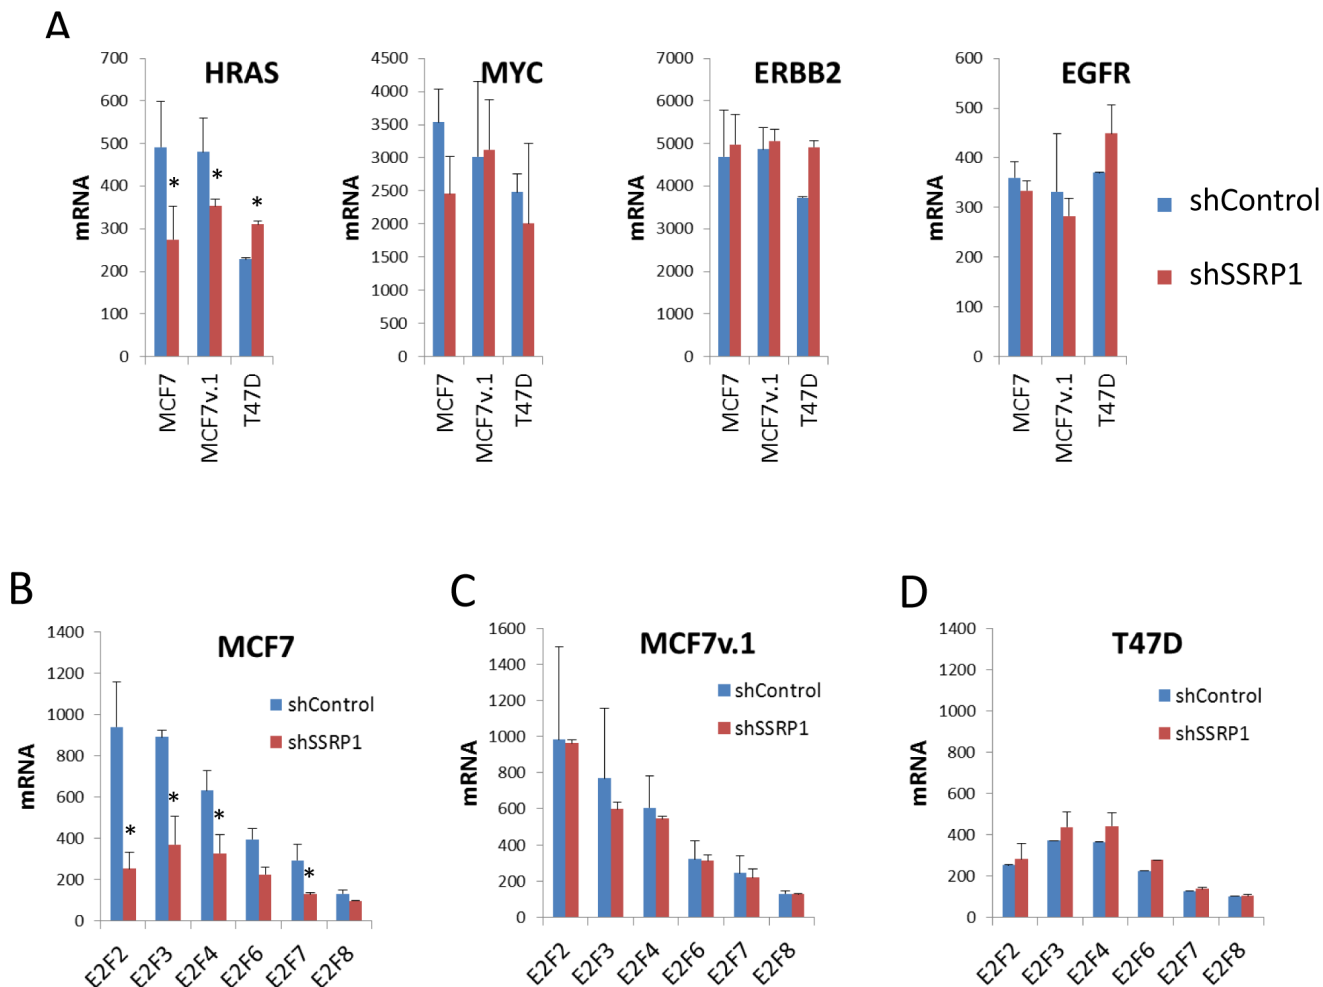 A
HRAS
MYC
ERBB2
EGFR
700
600
500
400
300
200
100
0
mRNA
*
*
*
MCF7
MCF7v.1
T47D
4500
4000
3500
3000
2500
2000
1500
1000
500
0
mRNA
MCF7
MCF7v.1
T47D
7000
6000
5000
4000
3000
2000
1000
0
mRNA
MCF7
MCF7v.1
T47D
600
500
400
300
200
100
0
mRNA
MCF7
MCF7v.1
T47D
shControl
shSSRP1
B
MCF7
1400
1200
1000
800
600
400
200
0
mRNA
shControl
shSSRP1
*
*
*
*
E2F2
E2F3
E2F4
E2F6
E2F7
E2F8
C
MCF7v.1
1600
1400
1200
1000
800
600
400
200
0
mRNA
shControl
shSSRP1
E2F2
E2F3
E2F4
E2F6
E2F7
E2F8
D
T47D
1400
1200
1000
800
600
400
200
0
mRNA
shControl
shSSRP1
E2F2
E2F3
E2F4
E2F6
E2F7
E2F8